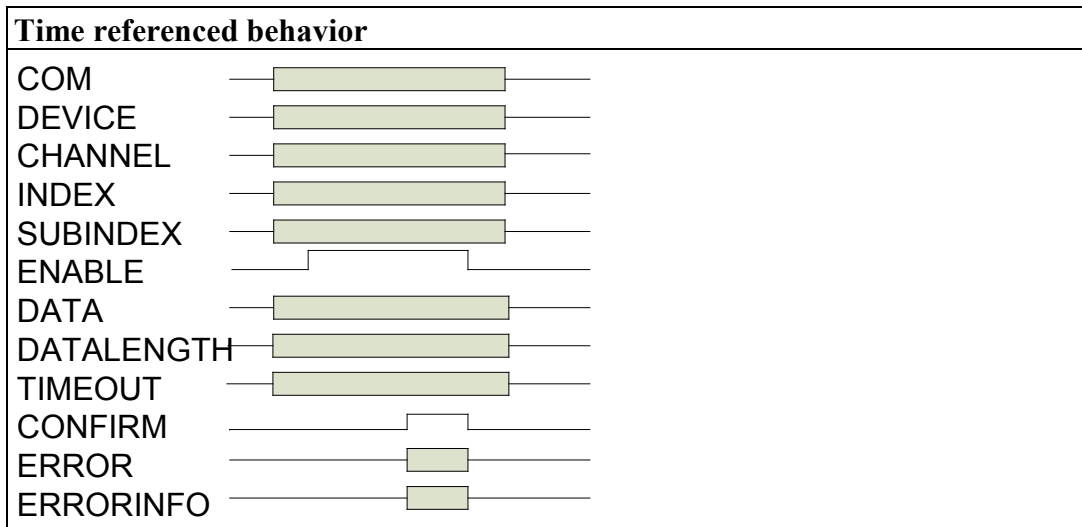 Time referenced behavior
COM
DEVICE
CHANNEL
INDEX
SUBINDEX
ENABLE
DATA
DATALENGTH
TIMEOUT
CONFIRM
ERROR
ERRORINFO